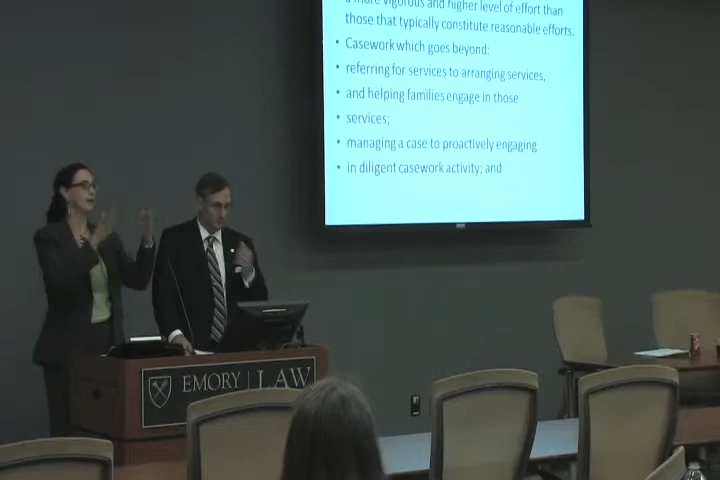 a more vigorous and higher level of effort than
those that typically constitute reasonable efforts.
• Casework which goes beyond:
• referring for services to arranging services,
• and helping families engage in those
• services;
• managing a case to proactively engaging
• in diligent casework activity; and
EMORY | LAW